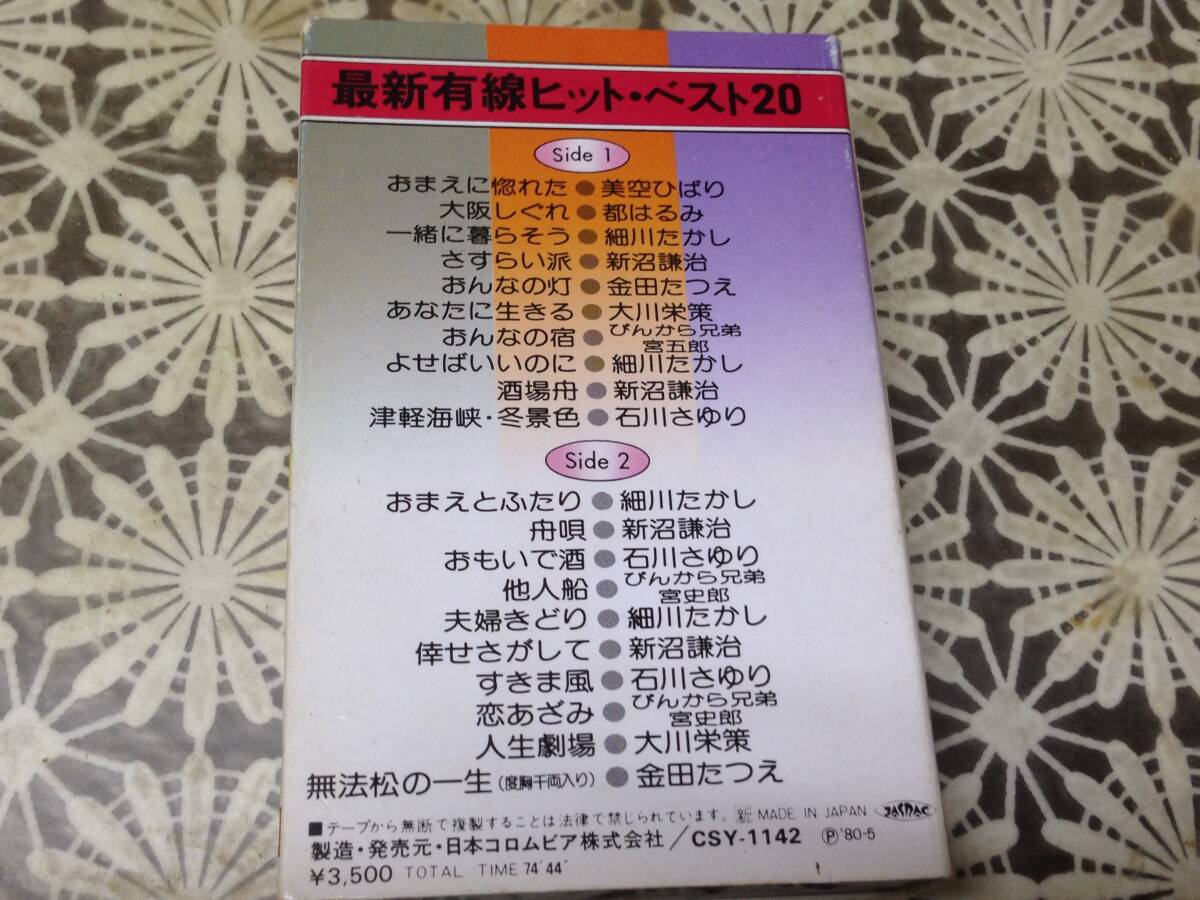 最新有線ヒット・ベスト20
Side 1
おまえに惚れた●美空ひばり
大阪しぐれ●都はるみ
一緒に暮らそう●細川たかし
さすらい派●新沼謙治
おんなの灯●金田たつえ
あなたに生きる●大川栄策
おんなの宿●ぴんから兄弟 宮五郎
よせばいいのに●細川たかし
酒場舟●新沼謙治
津軽海峡・冬景色●石川さゆり
Side 2
おまえとふたり●細川たかし
舟唄●新沼謙治
おもいで酒●石川さゆり
他人船●ぴんから兄弟 宮史郎
夫婦きどり●細川たかし
倖せさがして●新沼謙治
すきま風●石川さゆり
恋あざみ●ぴんから兄弟 宮史郎
人生劇場●大川栄策
無法松の一生(度胸千両入り)●金田たつえ
■テープから無断で複製することは法律で禁じられています。新 MADE IN JAPAN JASRAC
製造・発売元・日本コロムビア株式会社/CSY-1142 Ⓟ'80-5
¥3,500 TOTAL TIME 74'44"